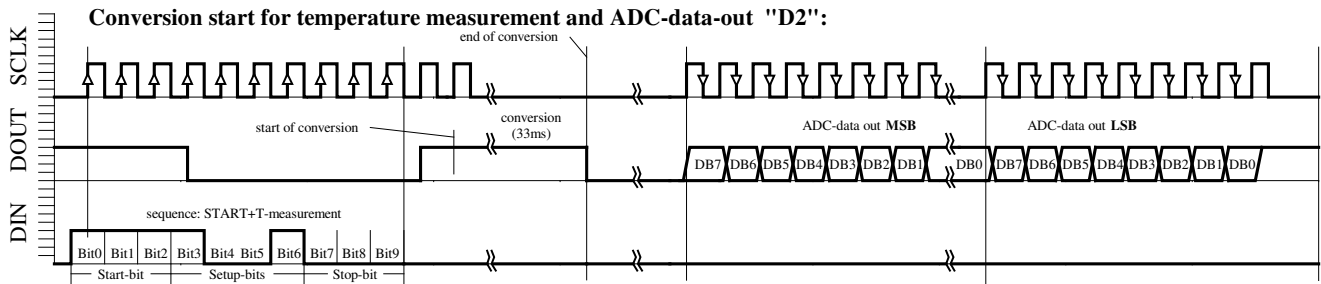 Conversion start for temperature measurement and ADC-data-out "D2":
end of conversion
SCLK
DOUT
start of conversion
conversion
(33ms)
ADC-data out MSB
ADC-data out LSB
DB7 DB6 DB5 DB4 DB3 DB2 DB1 DB0 DB7 DB6 DB5 DB4 DB3 DB2 DB1 DB0
DIN
sequence: START+T-measurement
Bit0 Bit1 Bit2 Bit3 Bit4 Bit5 Bit6 Bit7 Bit8 Bit9
Start-bit Setup-bits Stop-bit